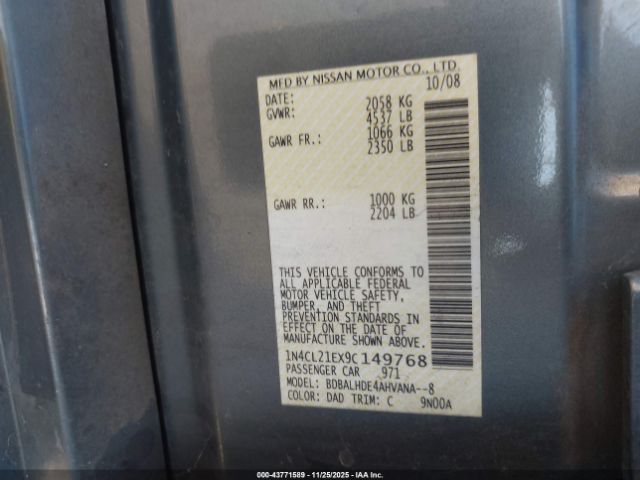 MFD BY NISSAN MOTOR CO., LTD.
DATE: 10/08
GVWR: 2058 KG
4537 LB
GAWR FR.: 1066 KG
2350 LB
GAWR RR.: 1000 KG
2204 LB
THIS VEHICLE CONFORMS TO
ALL APPLICABLE FEDERAL
MOTOR VEHICLE SAFETY,
BUMPER, AND THEFT
PREVENTION STANDARDS IN
EFFECT ON THE DATE OF
MANUFACTURE SHOWN ABOVE.
1N4CL21EX9C149768
PASSENGER CAR 971
MODEL: BDBALHDE4AHVANA--8
COLOR: DAD TRIM: C 9N00A
000-43771589 - 11/25/2025 - © IAA, Inc.